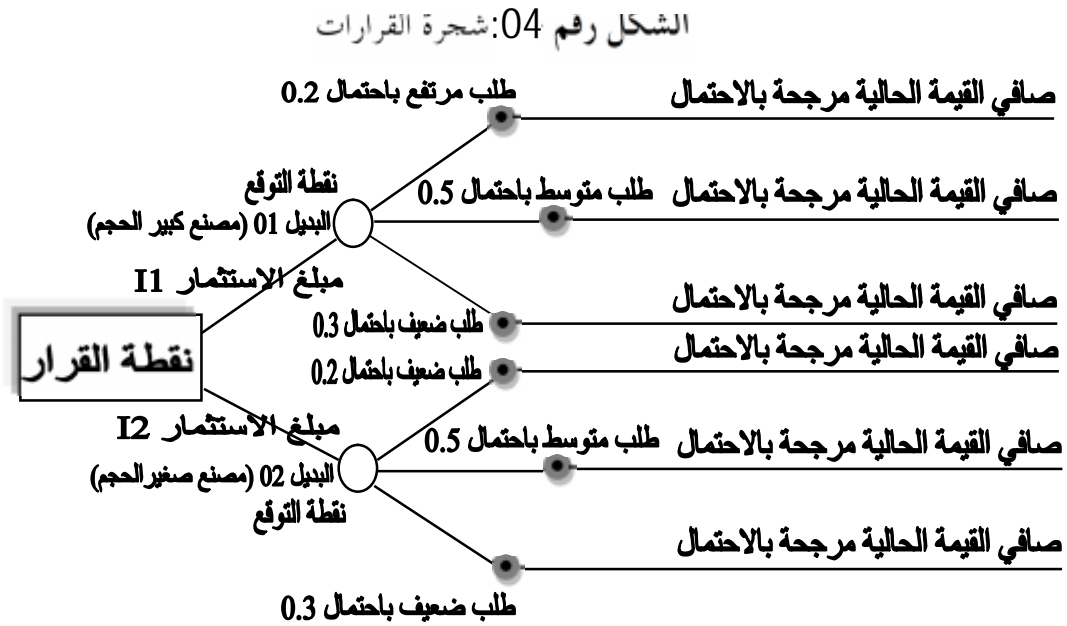 الشكل رقم 04: شجرة القرارات
طلب مرتفع باحتمال 0.2
صافي القيمة الحالية مرجحة بالاحتمال
نقطة التوقع
البديل 01 (مصنع كبير الحجم)
طلب متوسط باحتمال 0.5
صافي القيمة الحالية مرجحة بالاحتمال
مبلغ الاستثمار I1
طلب ضعيف باحتمال 0.3
صافي القيمة الحالية مرجحة بالاحتمال
نقطة القرار
طلب ضعيف باحتمال 0.2
صافي القيمة الحالية مرجحة بالاحتمال
مبلغ الاستثمار I2
طلب متوسط باحتمال 0.5
صافي القيمة الحالية مرجحة بالاحتمال
البديل 02 (مصنع صغير الحجم)
نقطة التوقع
صافي القيمة الحالية مرجحة بالاحتمال
طلب ضعيف باحتمال 0.3